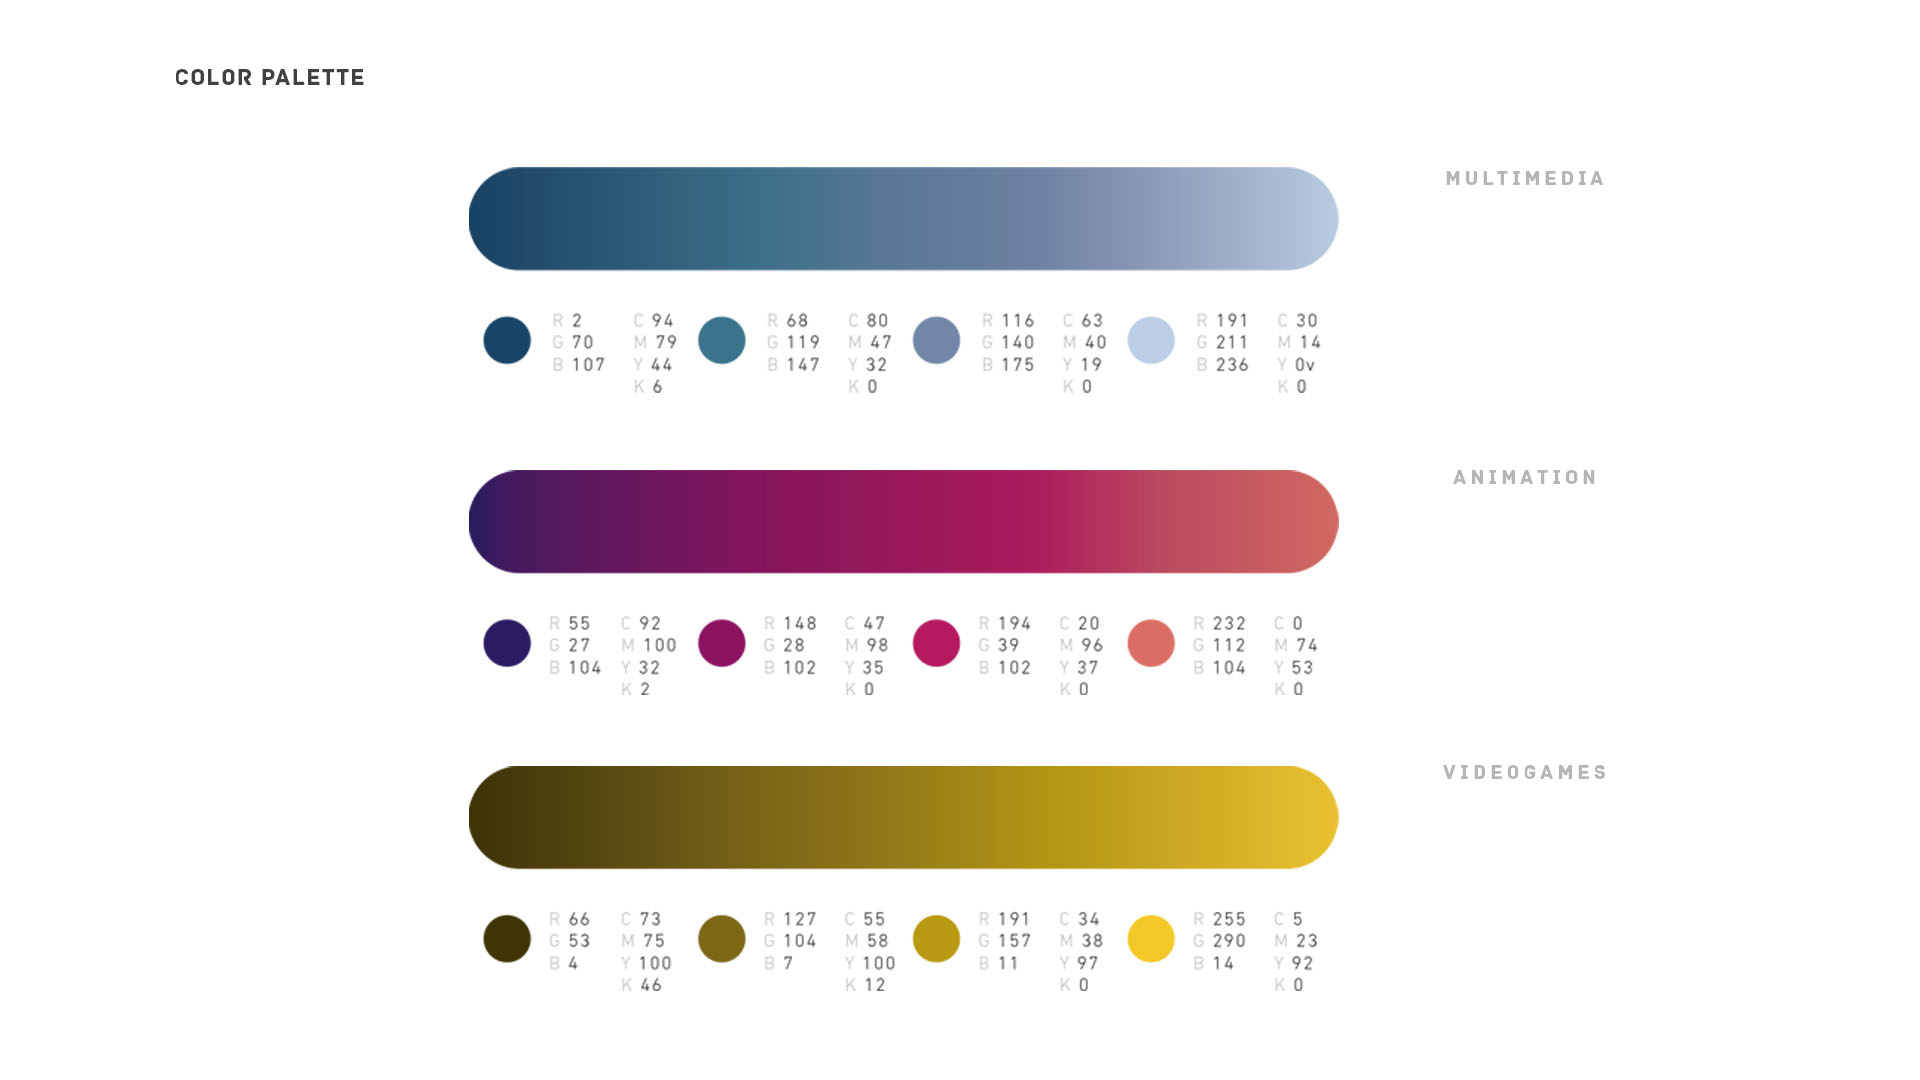 COLOR PALETTE
MULTIMEDIA
R 2 C 94 R 68 C 80 R 116 C 63 R 191 C 30
G 70 M 79 G 119 M 47 G 140 M 40 G 211 M 14
B 107 Y 44 B 147 Y 32 B 175 Y 19 B 236 Y 0v
K 6 K 0 K 0 K 0
ANIMATION
R 55 C 92 R 148 C 47 R 194 C 20 R 232 C 0
G 27 M 100 G 28 M 98 G 39 M 96 G 112 M 74
B 104 Y 32 B 102 Y 35 B 102 Y 37 B 104 Y 53
K 2 K 0 K 0 K 0
VIDEOGAMES
R 66 C 73 R 127 C 55 R 191 C 34 R 255 C 5
G 53 M 75 G 104 M 58 G 157 M 38 G 290 M 23
B 4 Y 100 B 7 Y 100 B 11 Y 97 B 14 Y 92
K 46 K 12 K 0 K 0